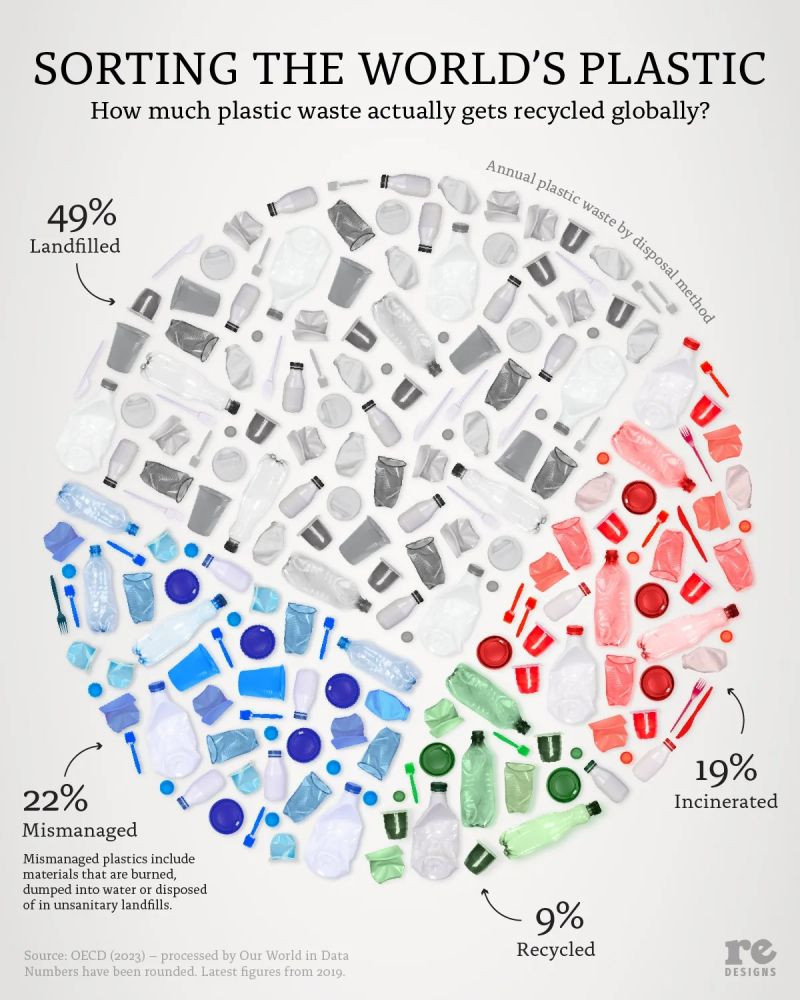 SORTING THE WORLD'S PLASTIC
How much plastic waste actually gets recycled globally?
Annual plastic waste by disposal method
49%
Landfilled
19%
Incinerated
22%
Mismanaged
Mismanaged plastics include
materials that are burned,
dumped into water or disposed
of in unsanitary landfills.
9%
Recycled
Source: OECD (2023) – processed by Our World in Data
Numbers have been rounded. Latest figures from 2019.
re
DESIGNS